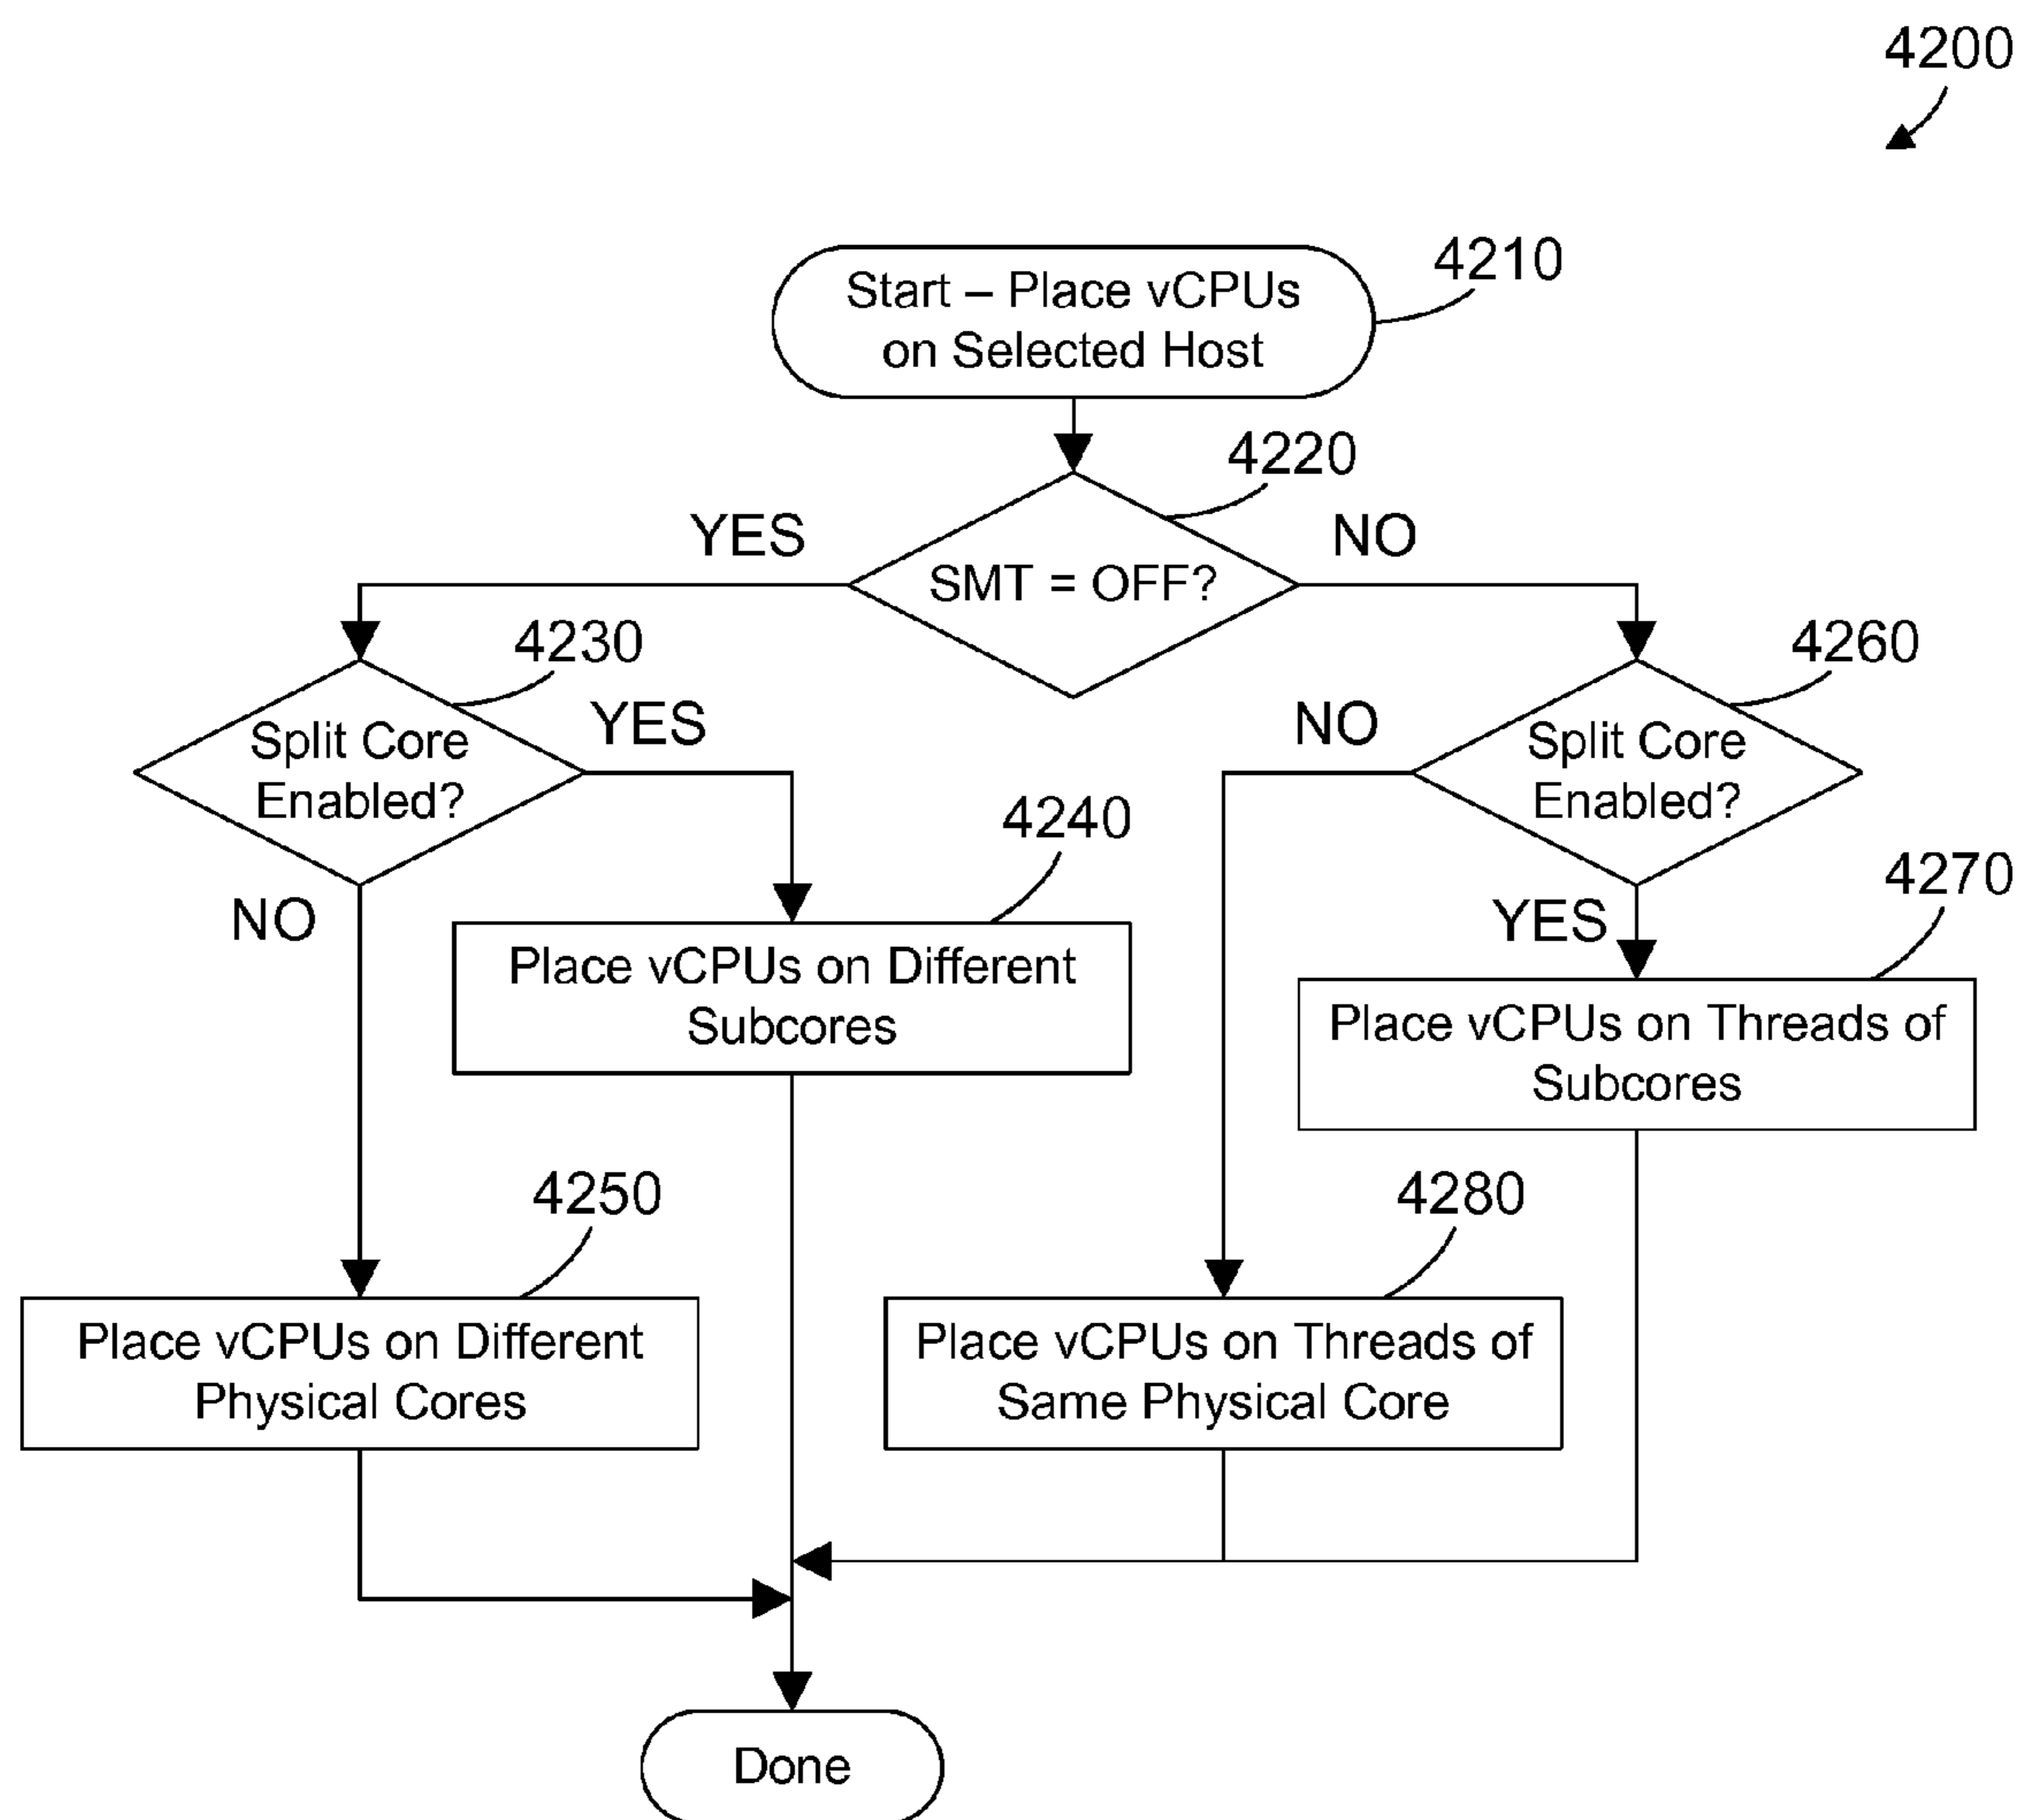 4200
4210
Start – Place vCPUs
on Selected Host
4220
YES
NO
SMT = OFF?
4230
4260
YES
NO
Split Core
Enabled?
Split Core
Enabled?
4240
4270
NO
YES
Place vCPUs on Different
Subcores
Place vCPUs on Threads of
Subcores
4250
4280
Place vCPUs on Different
Physical Cores
Place vCPUs on Threads of
Same Physical Core
Done